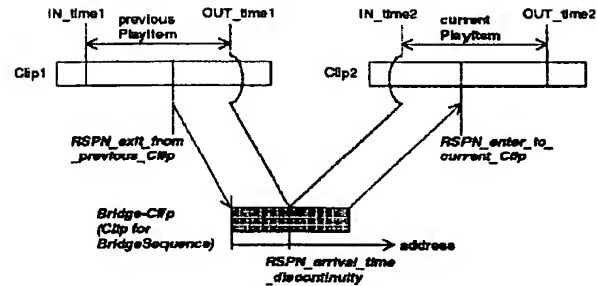 IN_time1
previous
PlayItem
OUT_time1
IN_time2
current
PlayItem
OUT_time2
Clip1
Clip2
RSPN_exit_from
_previous_Clip
RSPN_enter_to_
current_Clip
Bridge-Clip
(Clip for
BridgeSequence)
address
RSPN_arrival_time
_discontinuity